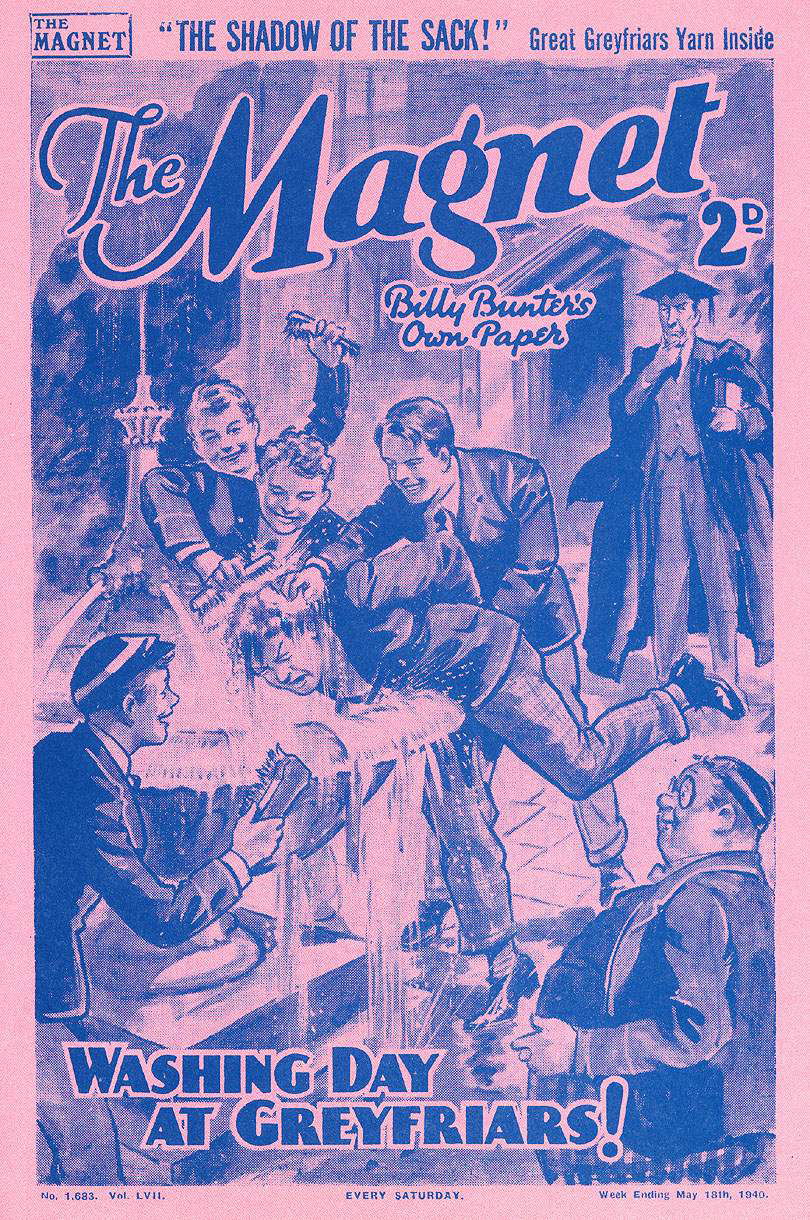 THE
MAGNET
"THE SHADOW OF THE SACK!" Great Greyfriars Yarn Inside
The Magnet
2D
Billy Bunter's
Own Paper
WASHING DAY
AT GREYFRIARS!
No. 1,683. Vol. LVII. EVERY SATURDAY. Week Ending May 18th, 1940.